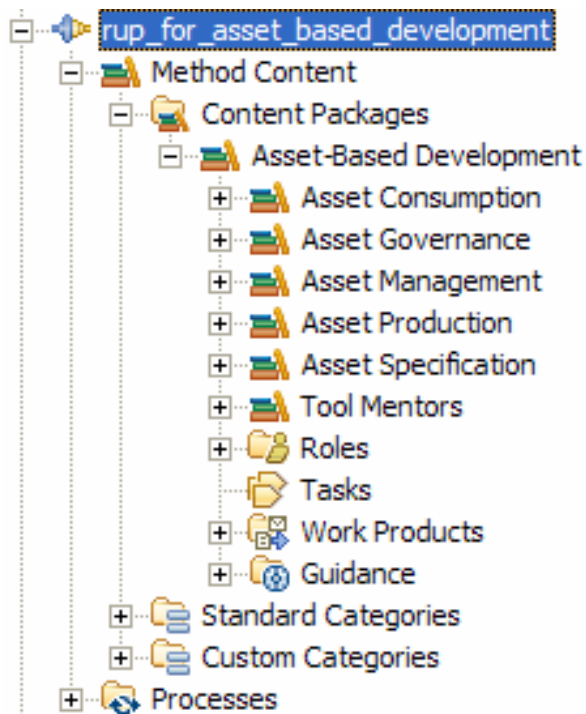 rup_for_asset_based_development
Method Content
Content Packages
Asset-Based Development
Asset Consumption
Asset Governance
Asset Management
Asset Production
Asset Specification
Tool Mentors
Roles
Tasks
Work Products
Guidance
Standard Categories
Custom Categories
Processes